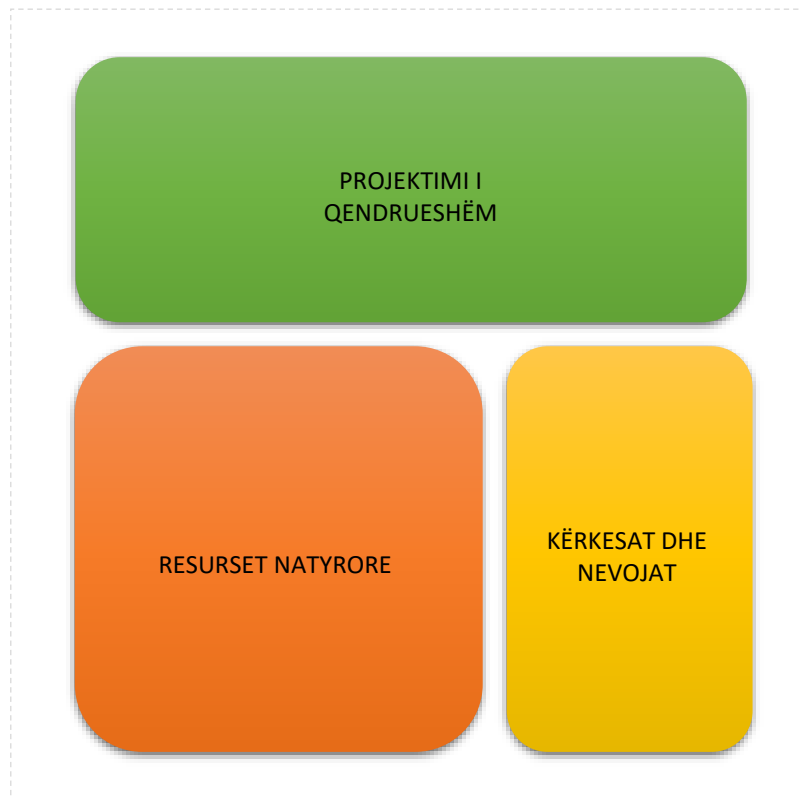 PROJEKTIMI I
QENDRUESHËM
RESURSET NATYRORE
KËRKESAT DHE
NEVOJAT